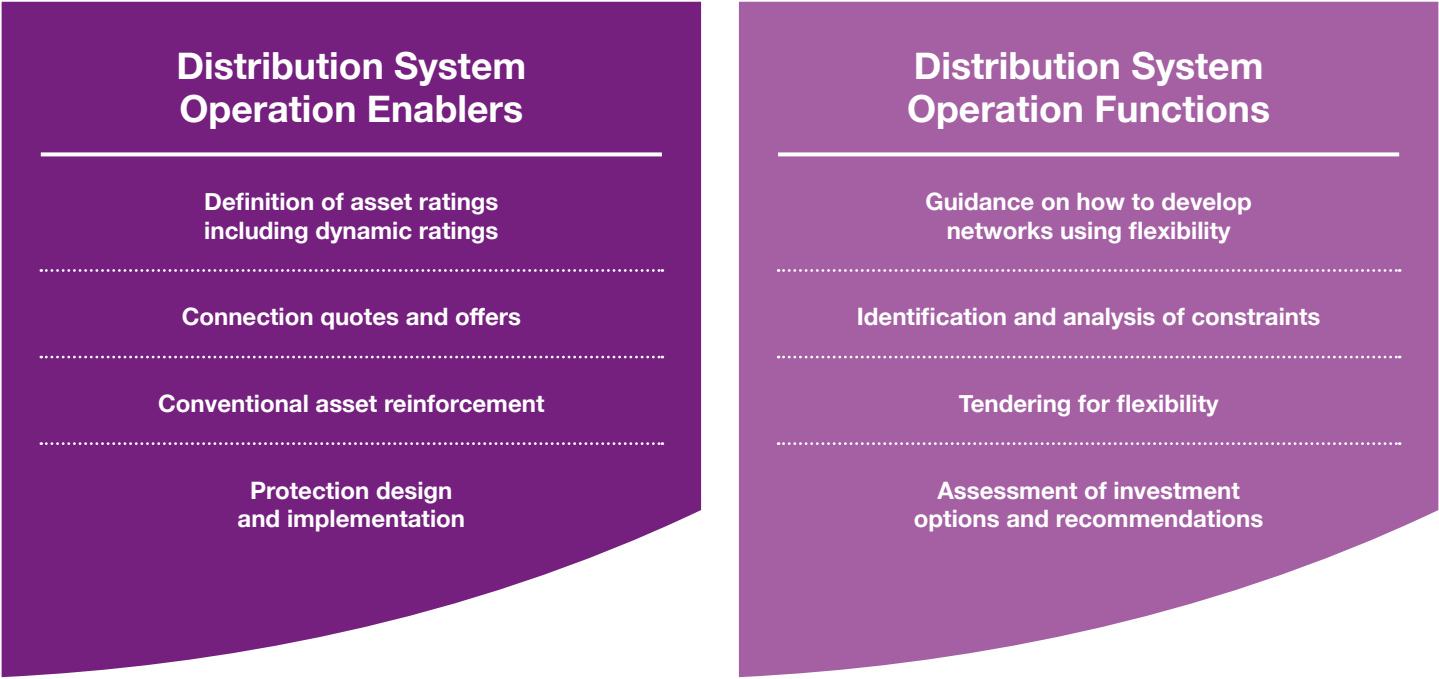 Distribution System
Operation Enablers
Definition of asset ratings
including dynamic ratings
Connection quotes and offers
Conventional asset reinforcement
Protection design
and implementation
Distribution System
Operation Functions
Guidance on how to develop
networks using flexibility
Identification and analysis of constraints
Tendering for flexibility
Assessment of investment
options and recommendations